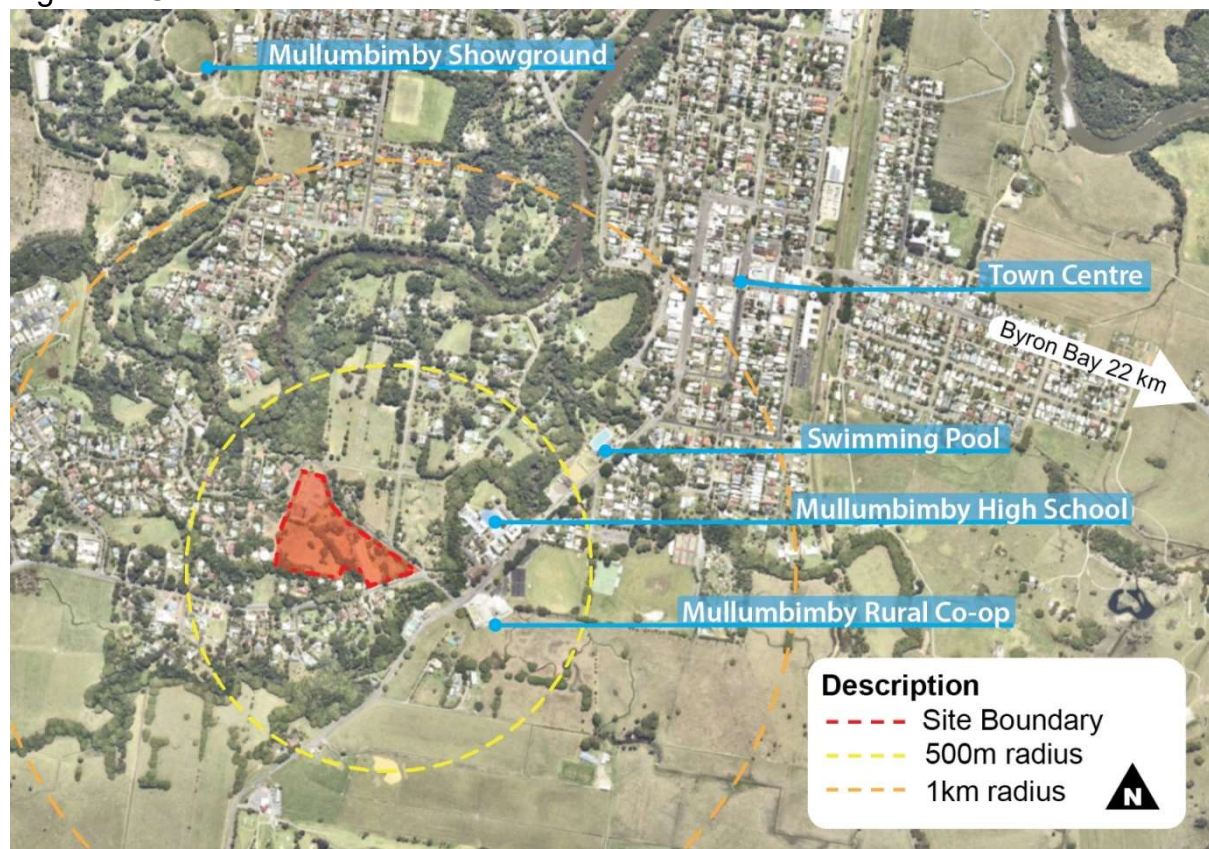 Mullumbimby Showground
Town Centre
Byron Bay 22 km
Swimming Pool
Mullumbimby High School
Mullumbimby Rural Co-op
Description
Site Boundary
500m radius
1km radius
N